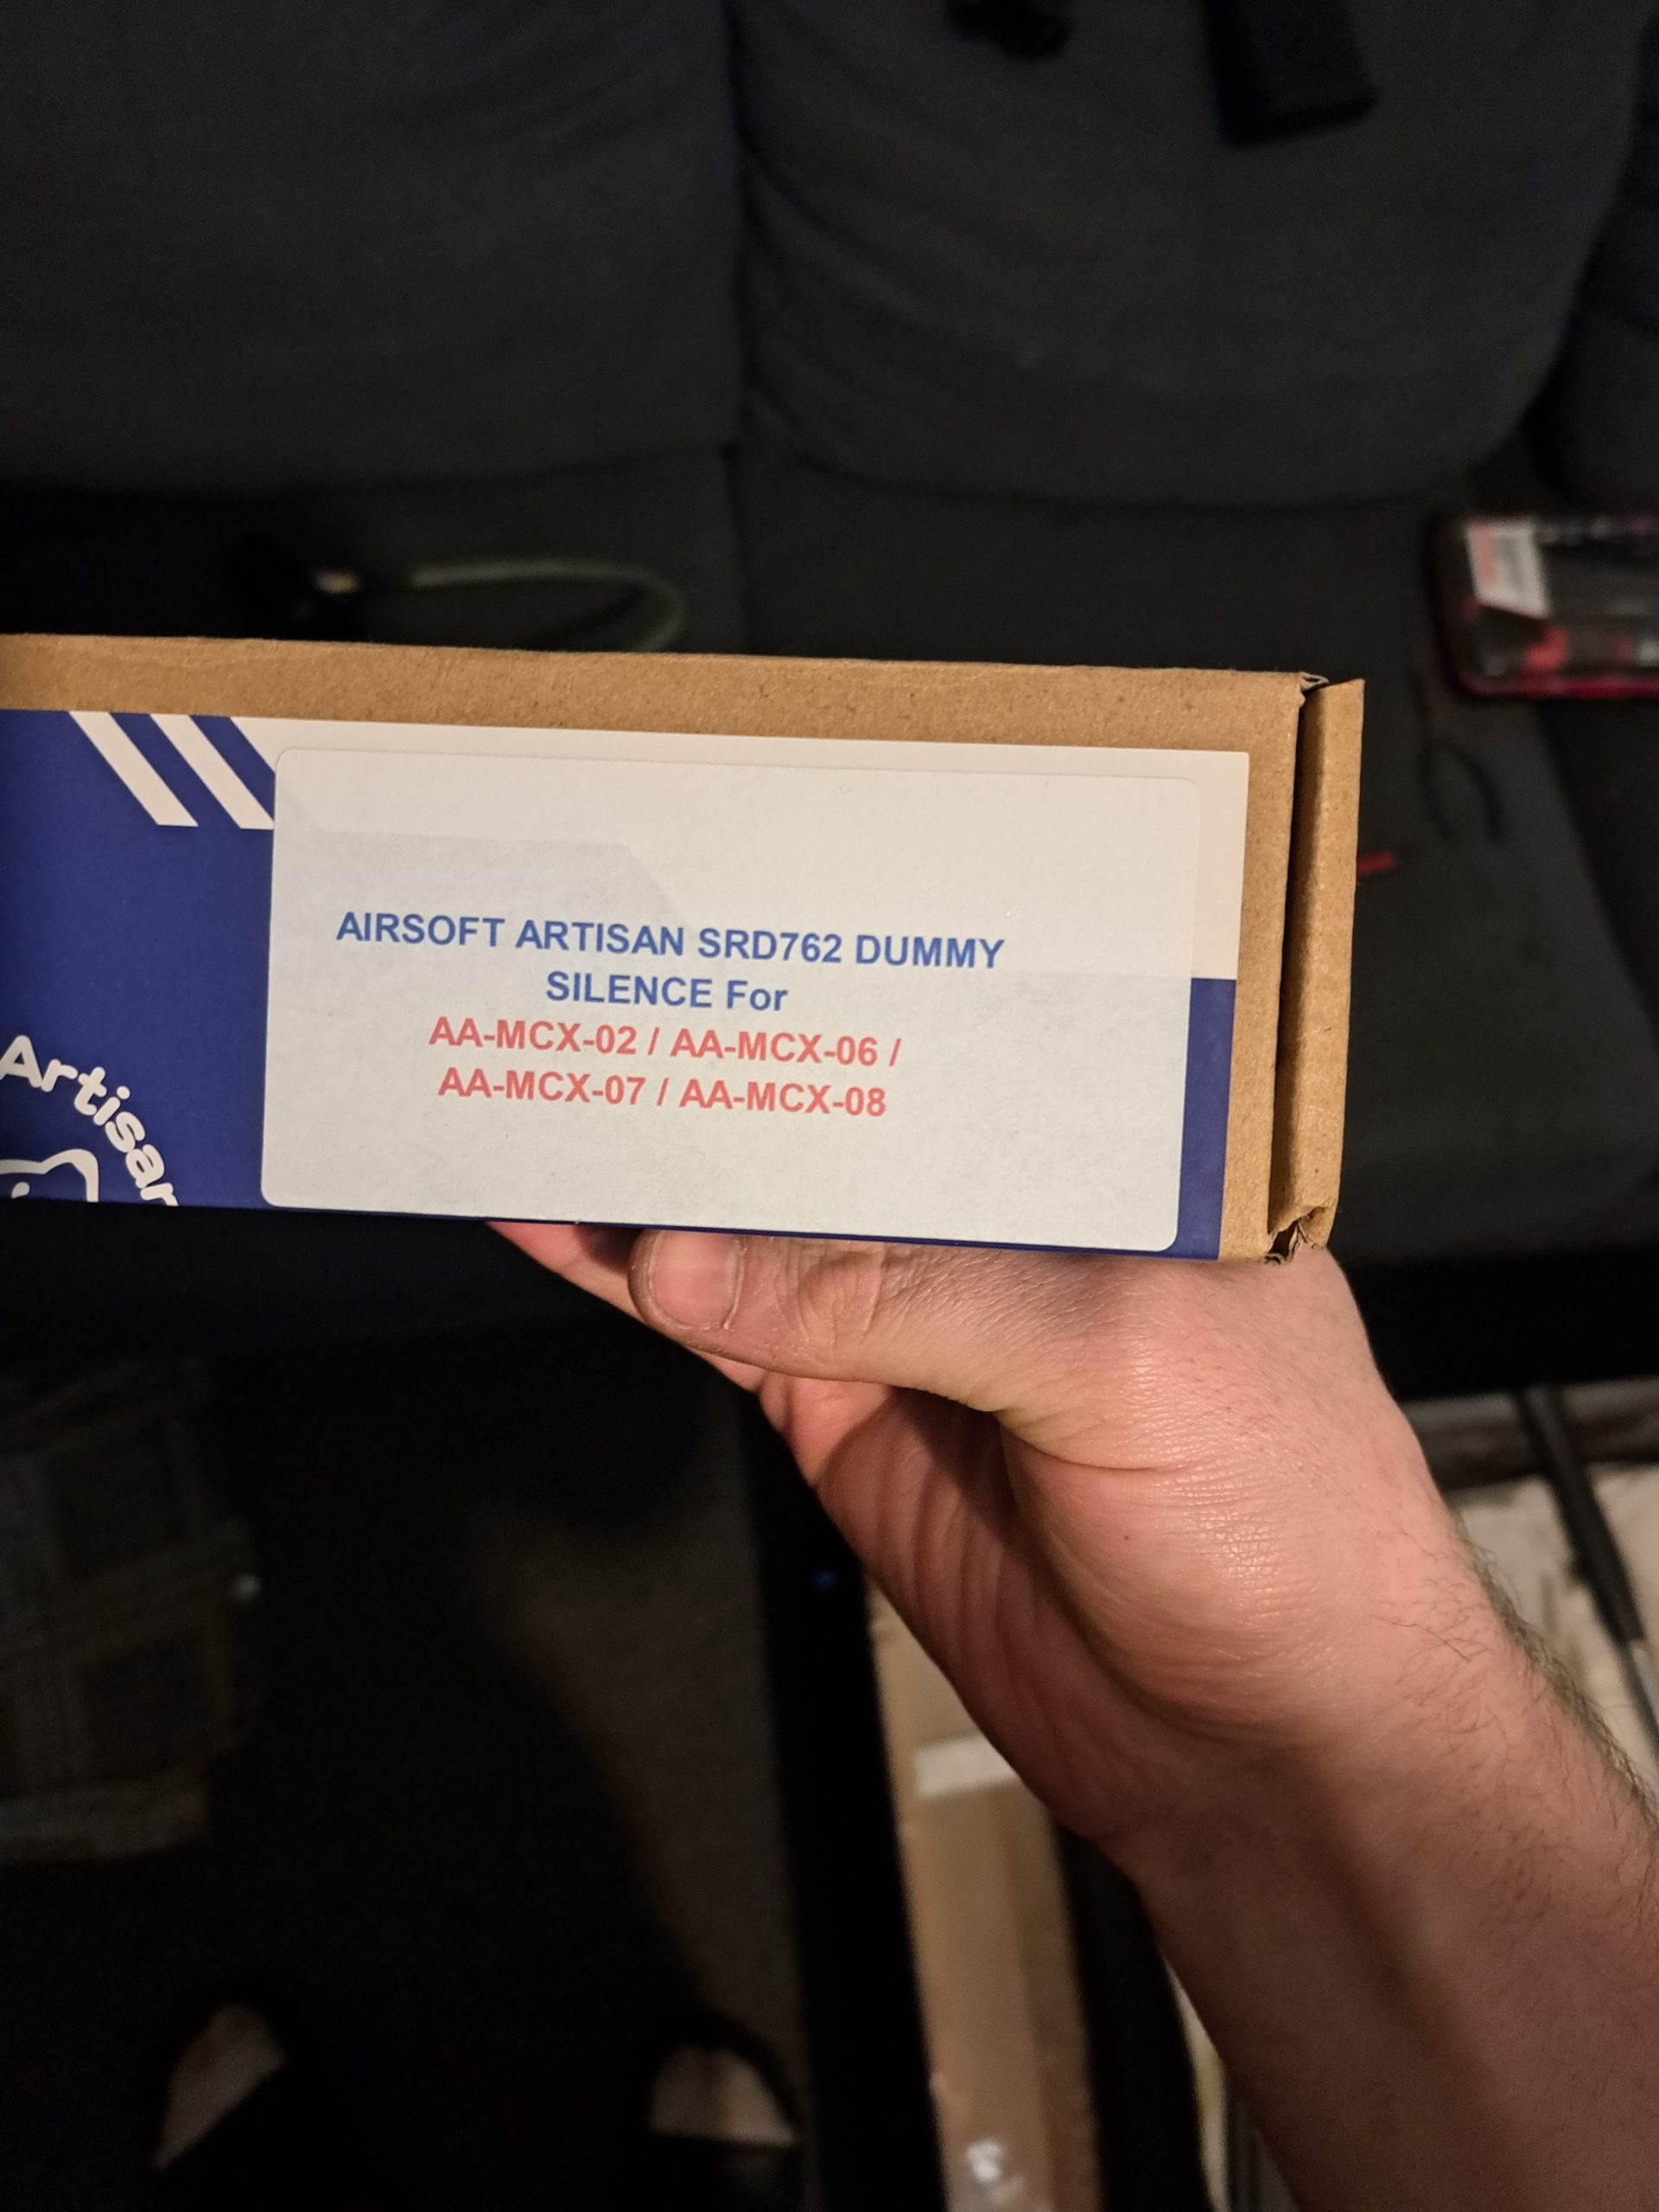 AIRSOFT ARTISAN SRD762 DUMMY
SILENCE For
AA-MCX-02 / AA-MCX-06 /
AA-MCX-07 / AA-MCX-08
Artisan